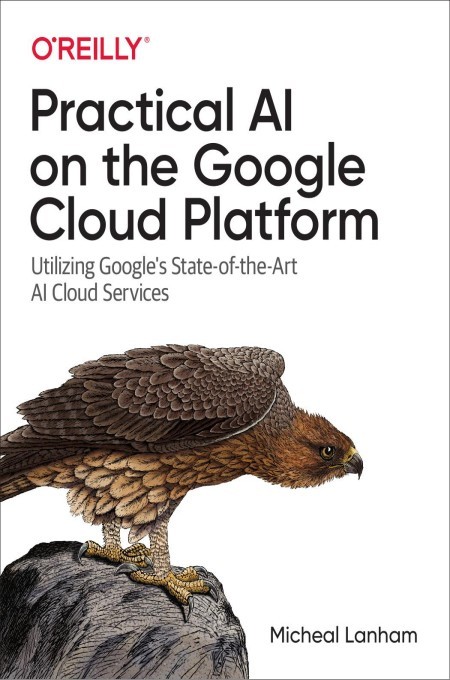 O'REILLY®
Practical AI
on the Google
Cloud Platform
Utilizing Google's State-of-the-Art
AI Cloud Services
Micheal Lanham